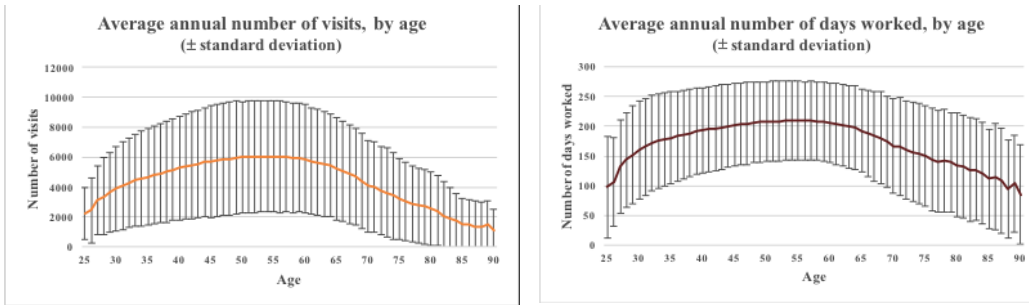 Average annual number of visits, by age
(± standard deviation)
12000
10000
8000
6000
4000
2000
0
Number of visits
25 30 35 40 45 50 55 60 65 70 75 80 85 90
Age
Average annual number of days worked, by age
(± standard deviation)
300
250
200
150
100
50
0
Number of days worked
25 30 35 40 45 50 55 60 65 70 75 80 85 90
Age